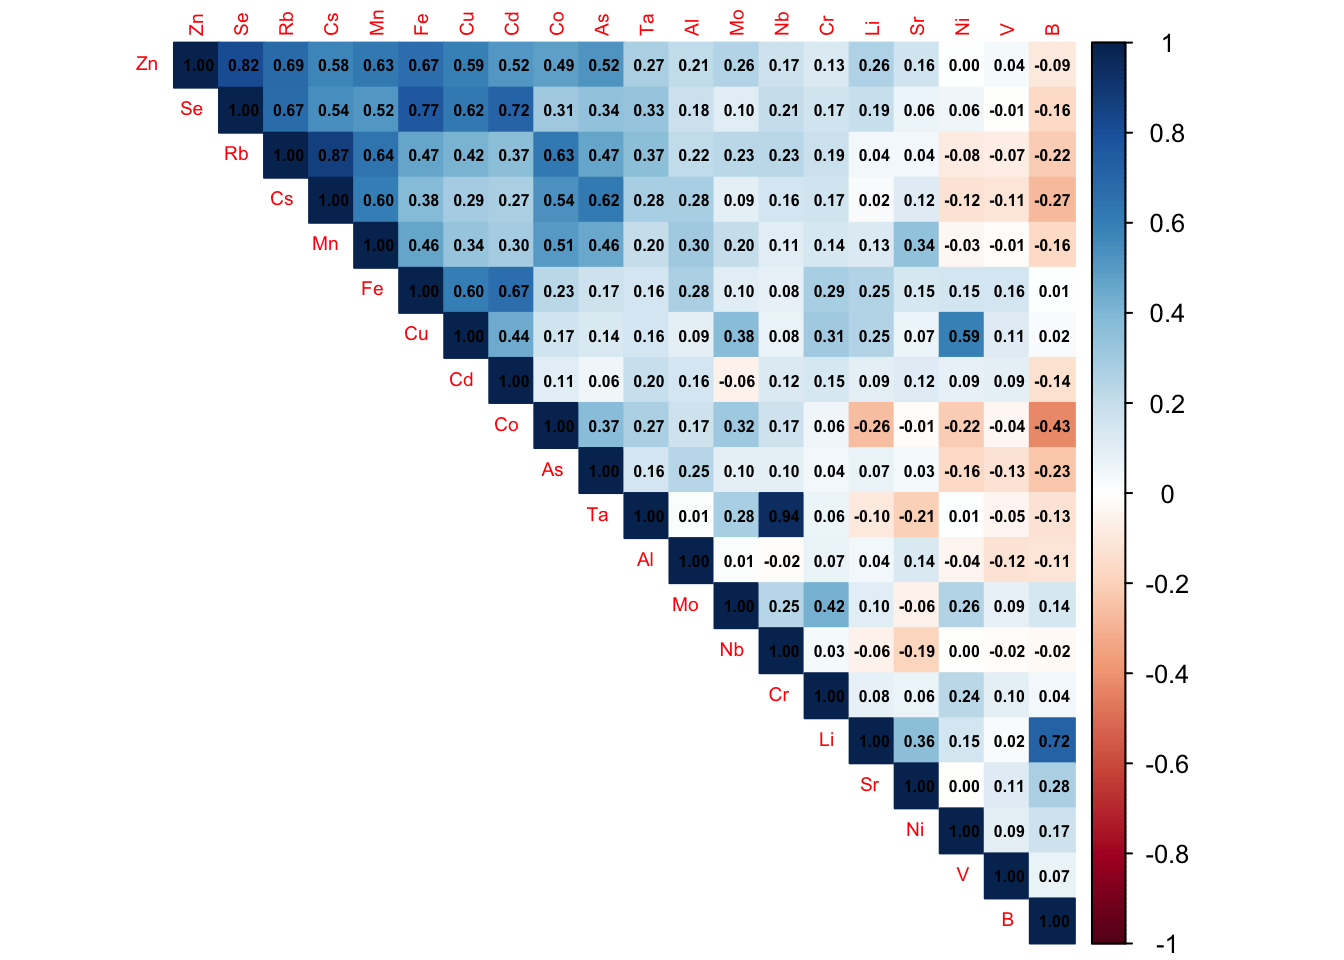 Zn Se Rb Cs Mn Fe Cu Cd Co As Ta Al Mo Nb Cr Li Sr Ni V B
Zn 1.00 0.82 0.69 0.58 0.63 0.67 0.59 0.52 0.49 0.52 0.27 0.21 0.26 0.17 0.13 0.26 0.16 0.00 0.04 -0.09
Se 1.00 0.67 0.54 0.52 0.77 0.62 0.72 0.31 0.34 0.33 0.18 0.10 0.21 0.17 0.19 0.06 0.06 -0.01 -0.16
Rb 1.00 0.87 0.64 0.47 0.42 0.37 0.63 0.47 0.37 0.22 0.23 0.23 0.19 0.04 0.04 -0.08 -0.07 -0.22
Cs 1.00 0.60 0.38 0.29 0.27 0.54 0.62 0.28 0.28 0.09 0.16 0.17 0.02 0.12 -0.12 -0.11 -0.27
Mn 1.00 0.46 0.34 0.30 0.51 0.46 0.20 0.30 0.20 0.11 0.14 0.13 0.34 -0.03 -0.01 -0.16
Fe 1.00 0.60 0.67 0.23 0.17 0.16 0.28 0.10 0.08 0.29 0.25 0.15 0.15 0.16 0.01
Cu 1.00 0.44 0.17 0.14 0.16 0.09 0.38 0.08 0.31 0.25 0.07 0.59 0.11 0.02
Cd 1.00 0.11 0.06 0.20 0.16 -0.06 0.12 0.15 0.09 0.12 0.09 0.09 -0.14
Co 1.00 0.37 0.27 0.17 0.32 0.17 0.06 -0.26 -0.01 -0.22 -0.04 -0.43
As 1.00 0.16 0.25 0.10 0.10 0.04 0.07 0.03 -0.16 -0.13 -0.23
Ta 1.00 0.01 0.28 0.94 0.06 -0.10 -0.21 0.01 -0.05 -0.13
Al 1.00 0.01 -0.02 0.07 0.04 0.14 -0.04 -0.12 -0.11
Mo 1.00 0.25 0.42 0.10 -0.06 0.26 0.09 0.14
Nb 1.00 0.03 -0.06 -0.19 0.00 -0.02 -0.02
Cr 1.00 0.08 0.06 0.24 0.10 0.04
Li 1.00 0.36 0.15 0.02 0.72
Sr 1.00 0.00 0.11 0.28
Ni 1.00 0.09 0.17
V 1.00 0.07
B 1.00
1
0.8
0.6
0.4
0.2
0
-0.2
-0.4
-0.6
-0.8
-1